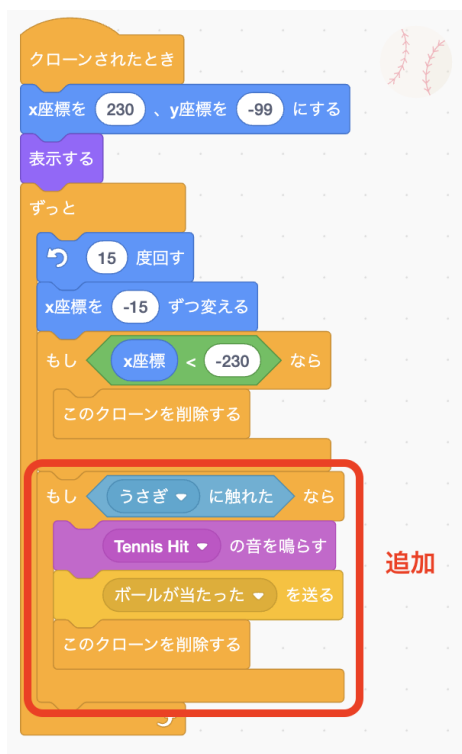 クローンされたとき
x座標を 230 、y座標を -99 にする
表示する
ずっと
15 度回す
x座標を -15 ずつ変える
もし x座標 < -230 なら
このクローンを削除する
もし うさぎ に触れた なら
Tennis Hit の音を鳴らす
追加
ボールが当たった を送る
このクローンを削除する